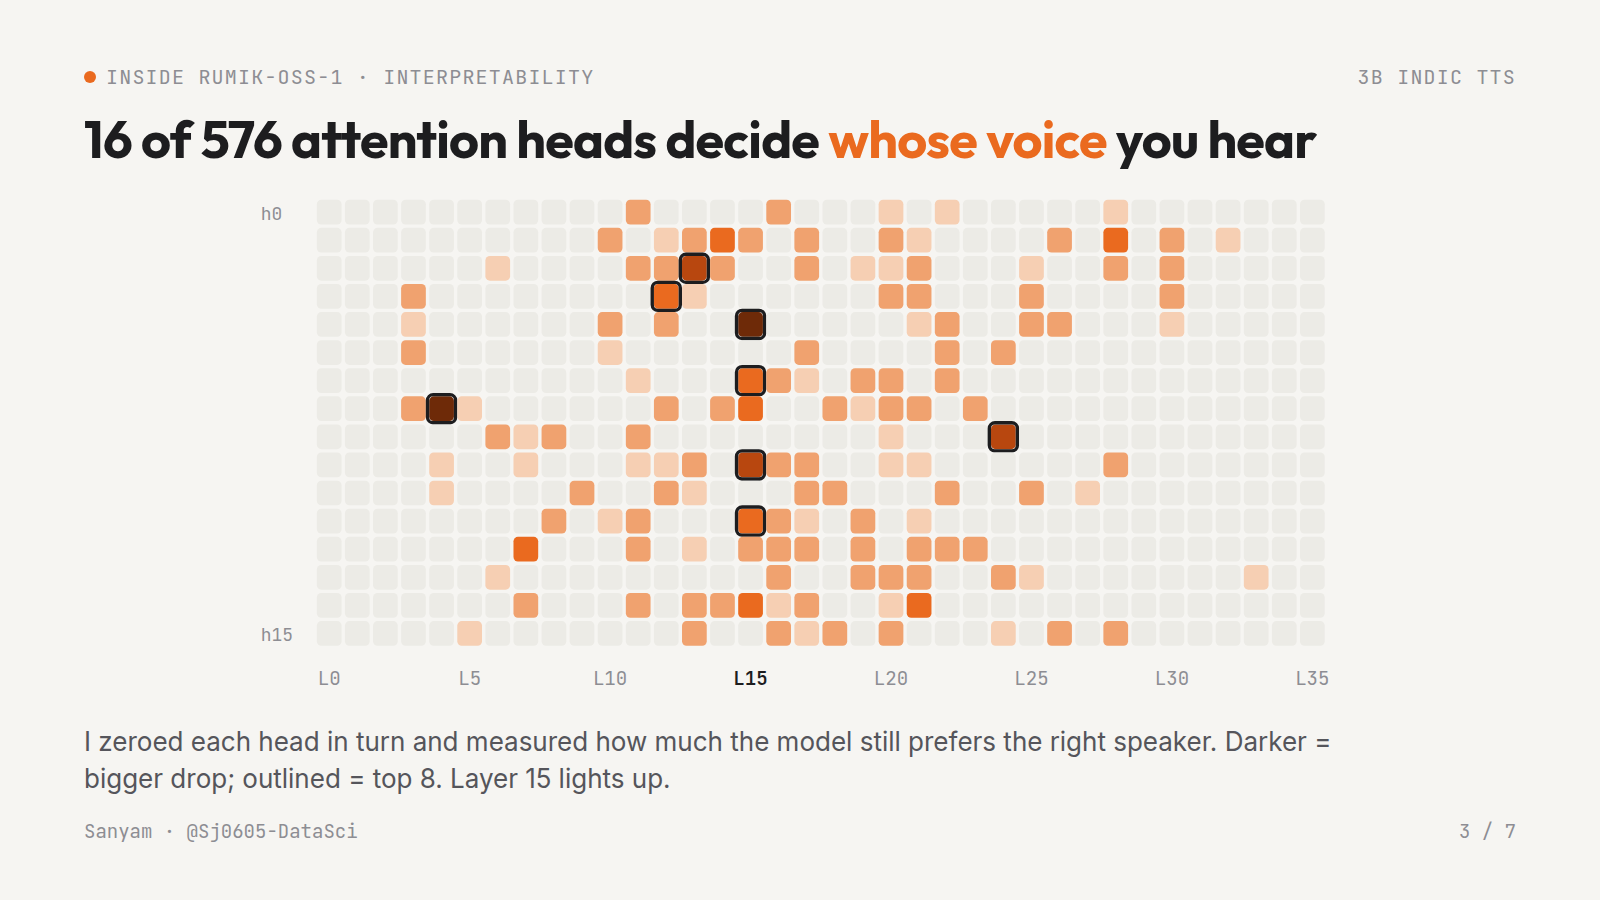 INSIDE RUMIK-OSS-1 · INTERPRETABILITY
3B INDIC TTS
16 of 576 attention heads decide whose voice you hear
h0
h15
L0 L5 L10 L15 L20 L25 L30 L35
I zeroed each head in turn and measured how much the model still prefers the right speaker. Darker =
bigger drop; outlined = top 8. Layer 15 lights up.
Sanyam · @Sj0605-DataSci
3 / 7